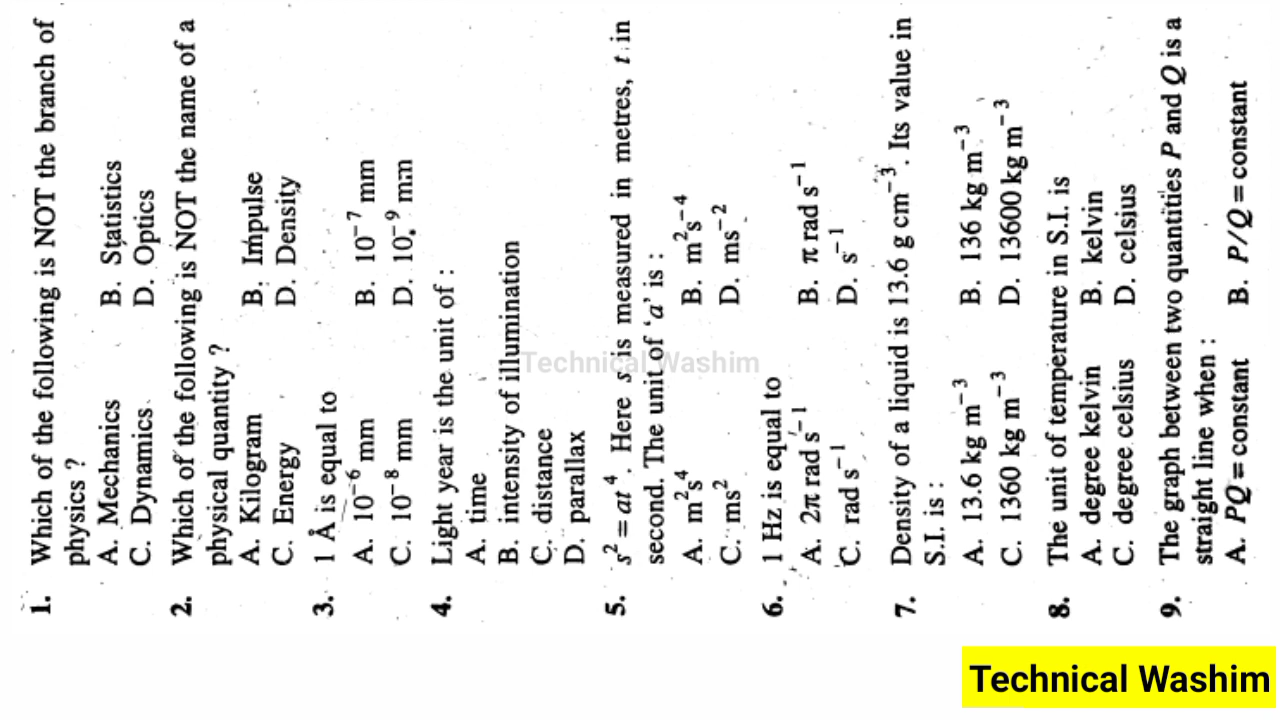 1. Which of the following is NOT the branch of
physics ?
A. Mechanics B. Statistics
C. Dynamics D. Optics
2. Which of the following is NOT the name of a
physical quantity ?
A. Kilogram B. Impulse
C. Energy D. Density
3. 1 Å is equal to
A. 10⁻⁶ mm B. 10⁻⁷ mm
C. 10⁻⁸ mm D. 10⁻⁹ mm
4. Light year is the unit of :
A. time
B. intensity of illumination
C. distance
D. parallax
5. s² = at⁴. Here s is measured in metres, t in
second. The unit of ‘a’ is :
A. m²s⁴ B. m²s⁻⁴
C. ms² D. ms⁻²
6. 1 Hz is equal to
A. 2π rad s⁻¹ B. π rad s⁻¹
C. rad s⁻¹ D. s⁻¹
7. Density of a liquid is 13.6 g cm⁻³. Its value in
S.I. is :
A. 13.6 kg m⁻³ B. 136 kg m⁻³
C. 1360 kg m⁻³ D. 13600 kg m⁻³
8. The unit of temperature in S.I. is
A. degree kelvin B. kelvin
C. degree celsius D. celsius
9. The graph between two quantities P and Q is a
straight line when :
A. PQ = constant B. P/Q = constant
Technical Washim
Technical Washim